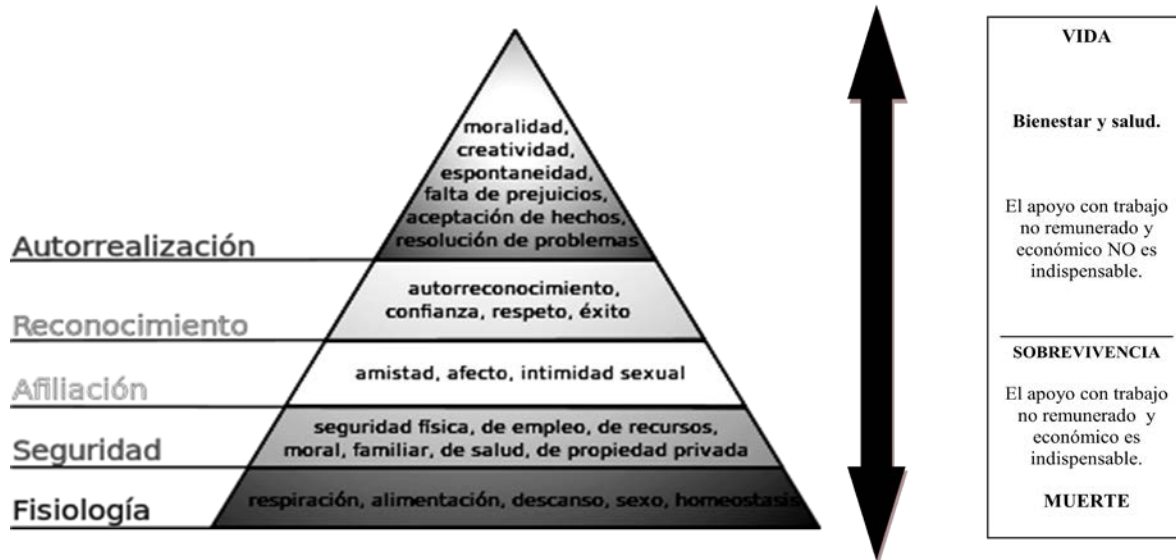 moralidad,
creatividad,
espontaneidad,
falta de prejuicios,
aceptación de hechos,
resolución de problemas
Autorrealización
autorreconocimiento,
confianza, respeto, éxito
Reconocimiento
amistad, afecto, intimidad sexual
Afiliación
seguridad física, de empleo, de recursos,
moral, familiar, de salud, de propiedad privada
Seguridad
respiración, alimentación, descanso, sexo, homeostasis
Fisiología
VIDA
Bienestar y salud.
El apoyo con trabajo
no remunerado y
económico NO es
indispensable.
SOBREVIVENCIA
El apoyo con trabajo
no remunerado y
económico es
indispensable.
MUERTE